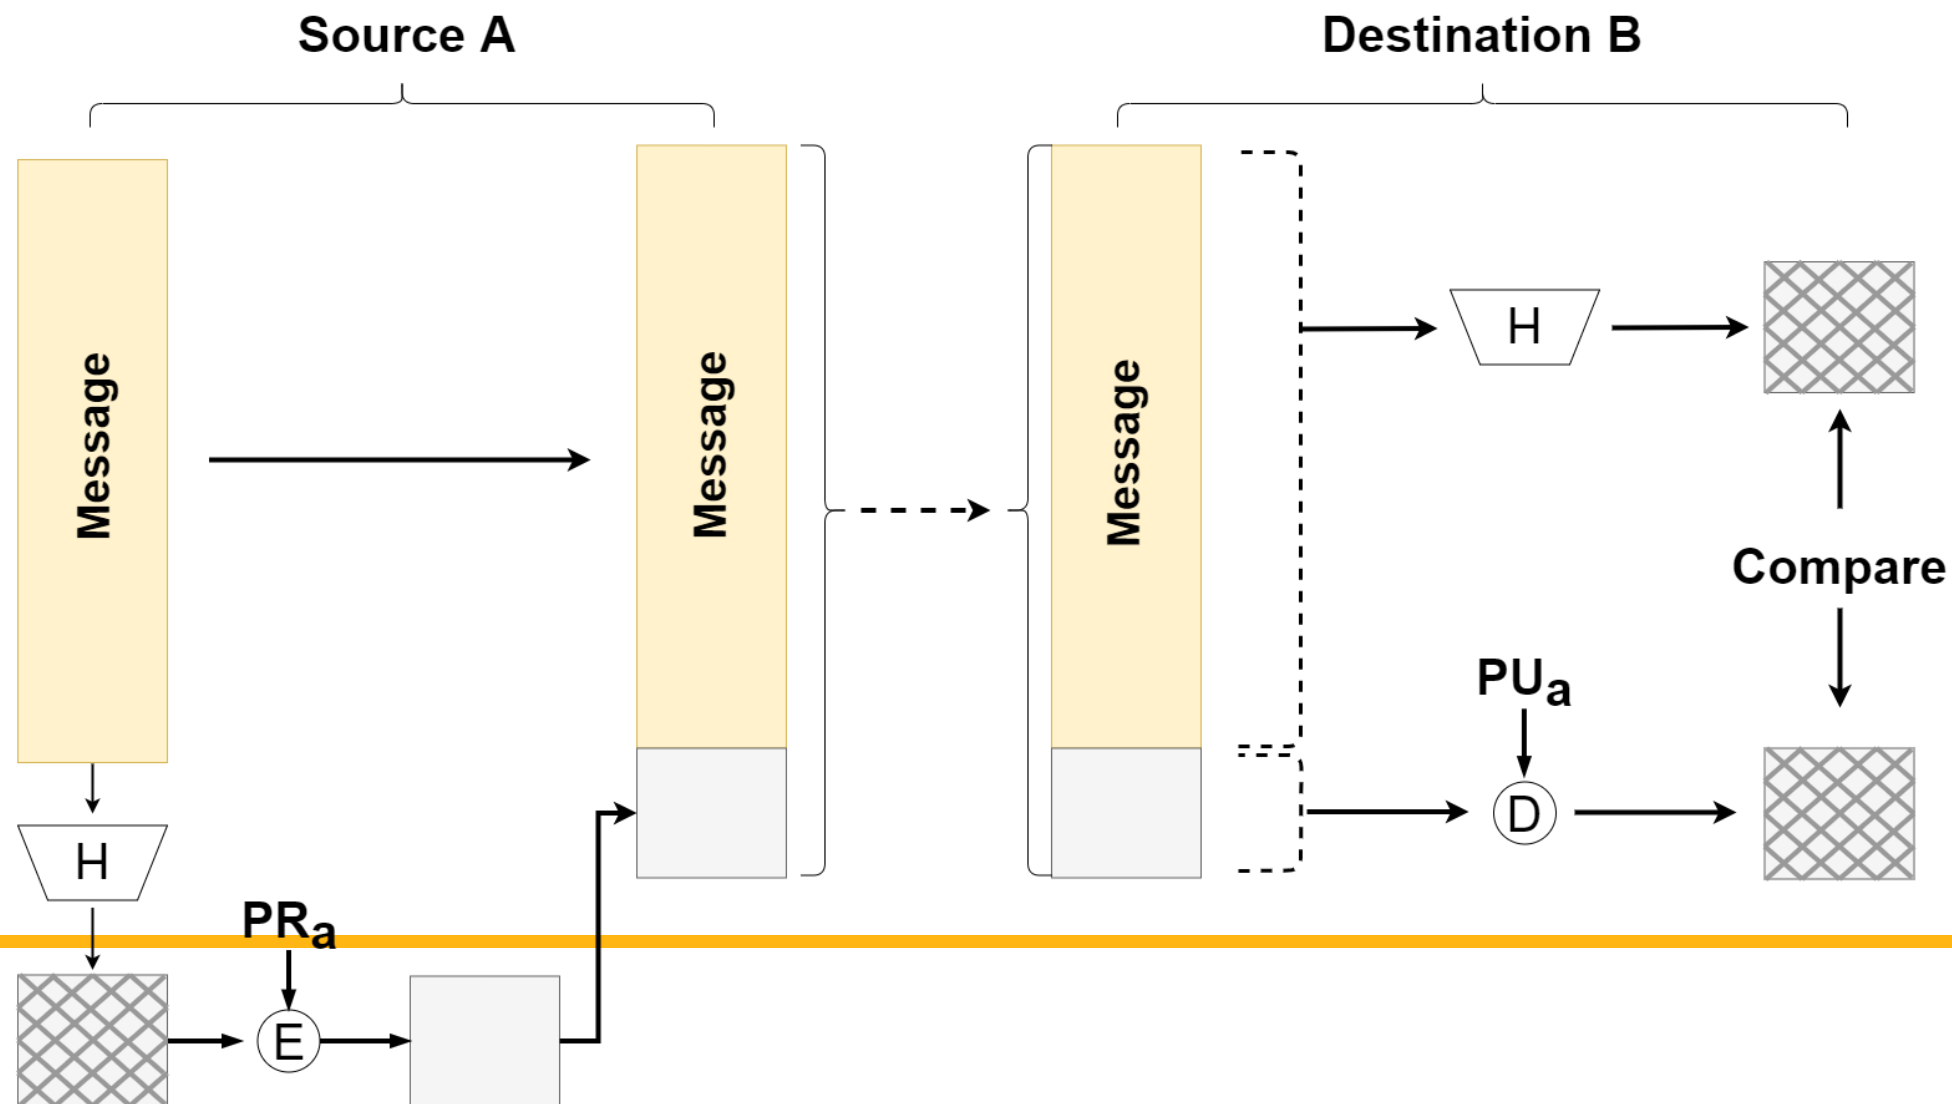 Source A
Destination B
Message
Message
Message
H
Compare
PUa
D
H
PRa
E